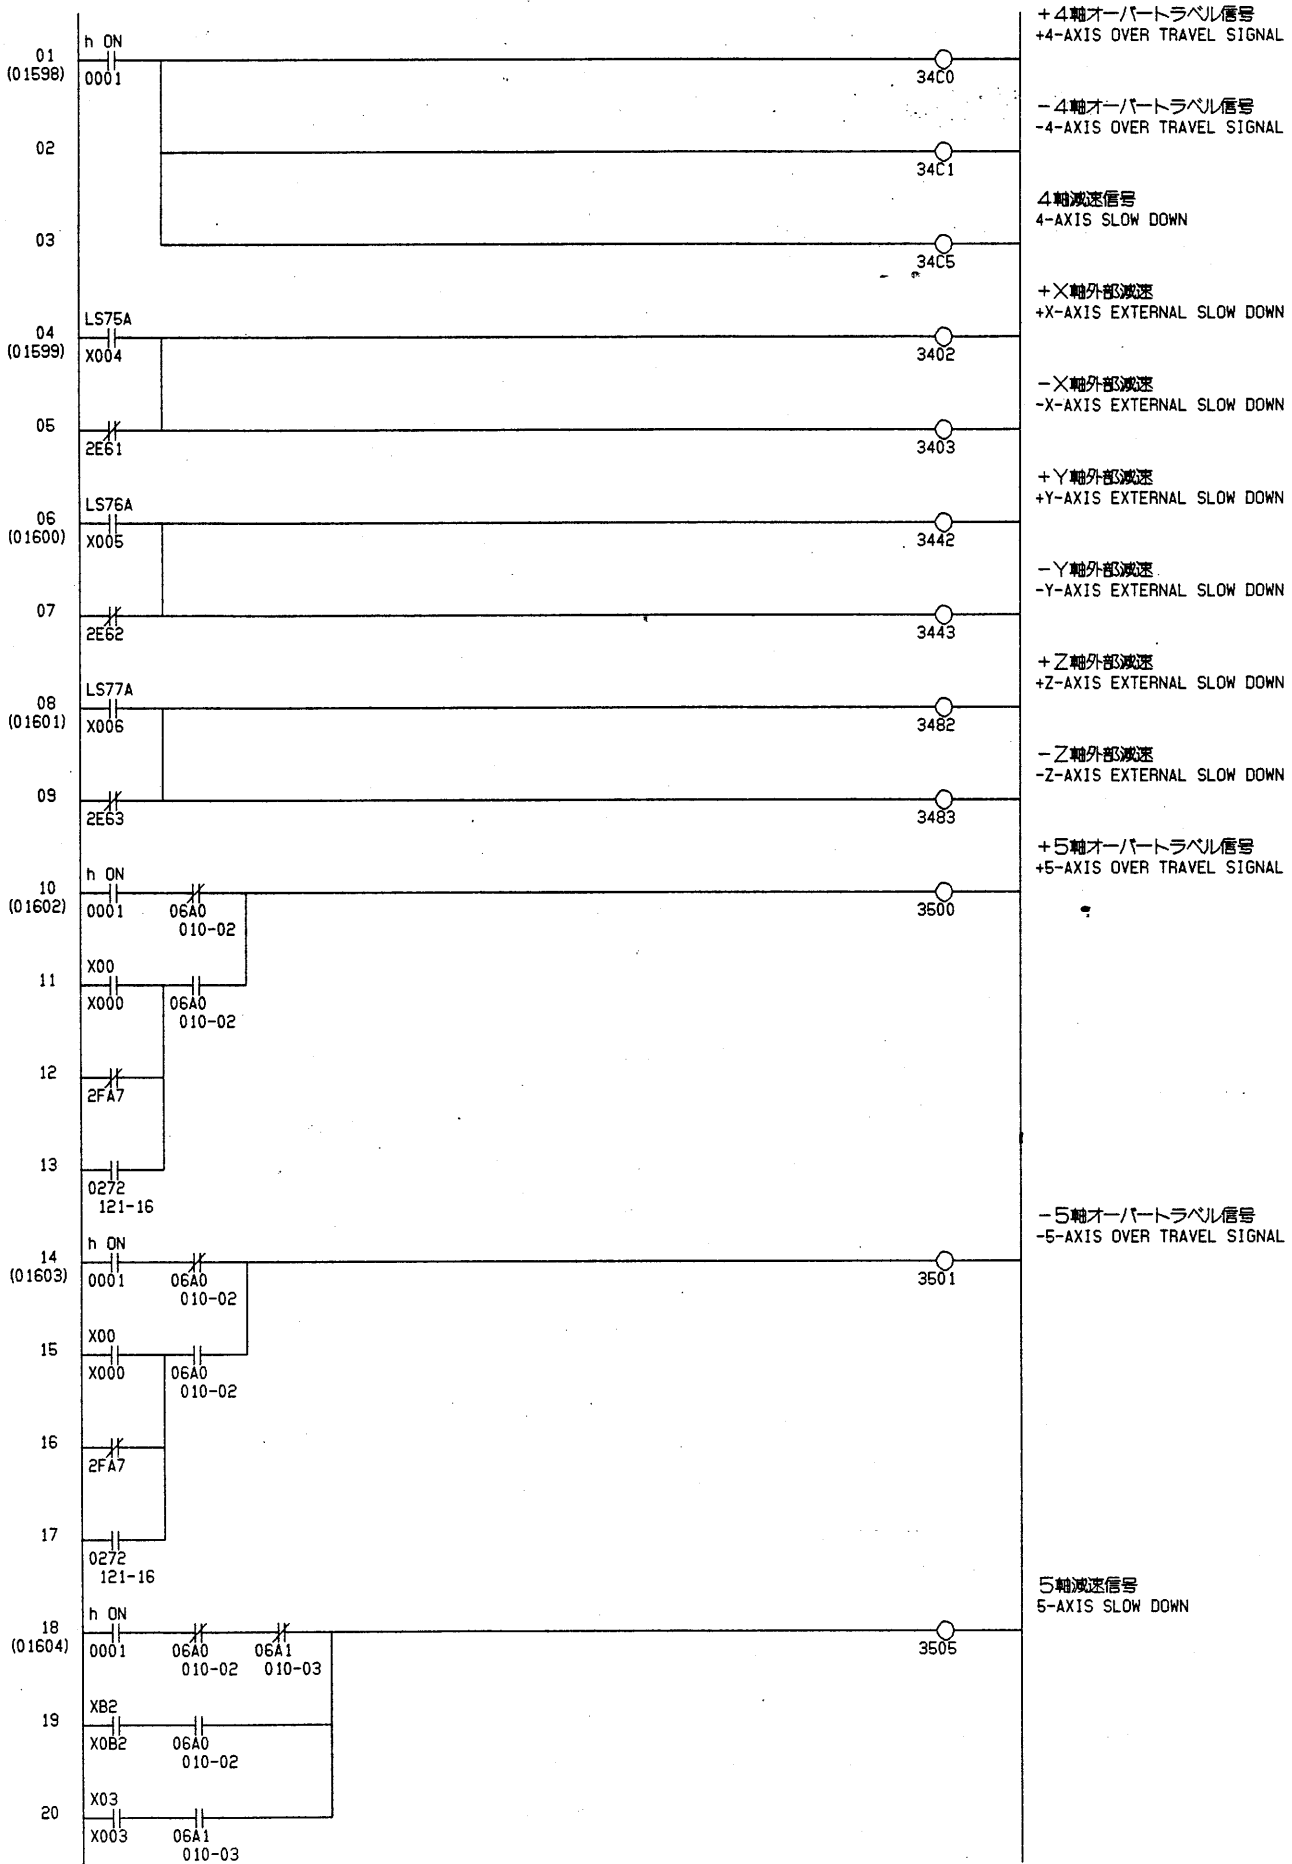 +4軸オーバートラベル信号
+4-AXIS OVER TRAVEL SIGNAL
h ON
01
(01598)
0001
34C0
-4軸オーバートラベル信号
-4-AXIS OVER TRAVEL SIGNAL
02
34C1
4軸減速信号
4-AXIS SLOW DOWN
03
34C5
+X軸外部減速
+X-AXIS EXTERNAL SLOW DOWN
LS75A
04
(01599)
X004
3402
-X軸外部減速
-X-AXIS EXTERNAL SLOW DOWN
05
2E61
3403
+Y軸外部減速
+Y-AXIS EXTERNAL SLOW DOWN
LS76A
06
(01600)
X005
3442
-Y軸外部減速
-Y-AXIS EXTERNAL SLOW DOWN
07
2E62
3443
+Z軸外部減速
+Z-AXIS EXTERNAL SLOW DOWN
LS77A
08
(01601)
X006
3482
-Z軸外部減速
-Z-AXIS EXTERNAL SLOW DOWN
09
2E63
3483
+5軸オーバートラベル信号
+5-AXIS OVER TRAVEL SIGNAL
h ON
10
(01602)
0001 06A0 3500
010-02
X00
11
X000 06A0
010-02
12
2FA7
13
0272
121-16
-5軸オーバートラベル信号
-5-AXIS OVER TRAVEL SIGNAL
h ON
14
(01603)
0001 06A0 3501
010-02
X00
15
X000 06A0
010-02
16
2FA7
17
0272
121-16
5軸減速信号
5-AXIS SLOW DOWN
h ON
18
(01604)
0001 06A0 06A1 3505
010-02 010-03
XB2
19
X0B2 06A0
010-02
X03
20
X003 06A1
010-03